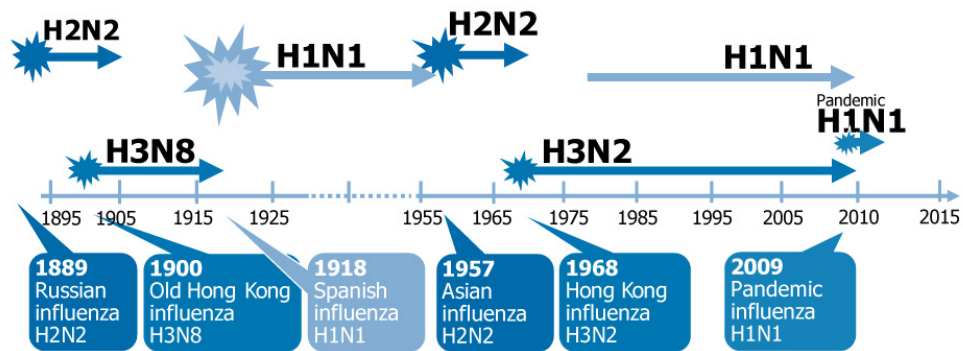 H2N2
H1N1
H2N2
H1N1
Pandemic
H1N1
H3N8
H3N2
1895 1905 1915 1925 1955 1965 1975 1985 1995 2005 2010 2015
1889
Russian
influenza
H2N2
1900
Old Hong Kong
influenza
H3N8
1918
Spanish
influenza
H1N1
1957
Asian
influenza
H2N2
1968
Hong Kong
influenza
H3N2
2009
Pandemic
influenza
H1N1